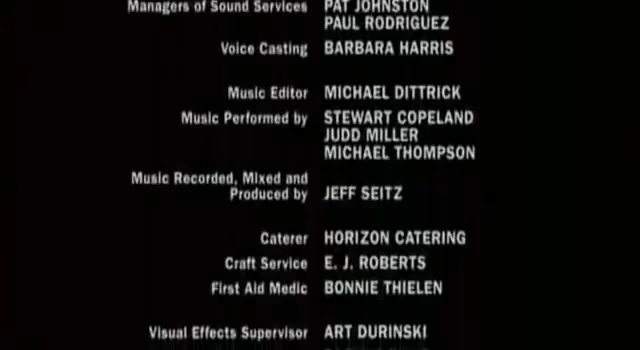 Managers of Sound Services PAT JOHNSTON
PAUL RODRIGUEZ
Voice Casting BARBARA HARRIS
Music Editor MICHAEL DITTRICK
Music Performed by STEWART COPELAND
JUDD MILLER
MICHAEL THOMPSON
Music Recorded, Mixed and
Produced by JEFF SEITZ
Caterer HORIZON CATERING
Craft Service E. J. ROBERTS
First Aid Medic BONNIE THIELEN
Visual Effects Supervisor ART DURINSKI